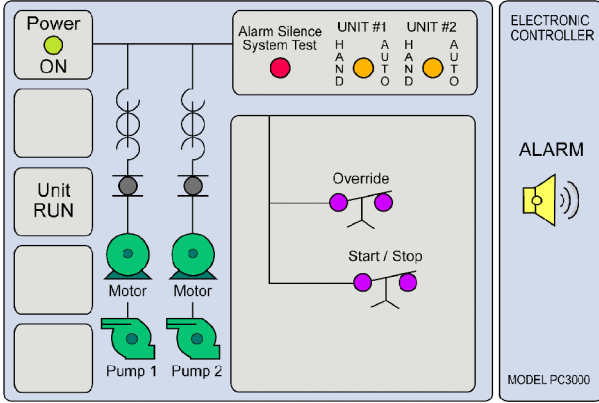 Power
ON
Alarm Silence
System Test
UNIT #1
HAND
AUTO
UNIT #2
HAND
AUTO
ELECTRONIC
CONTROLLER
ALARM
Unit
RUN
Override
Start / Stop
Motor
Motor
Pump 1
Pump 2
MODEL PC3000